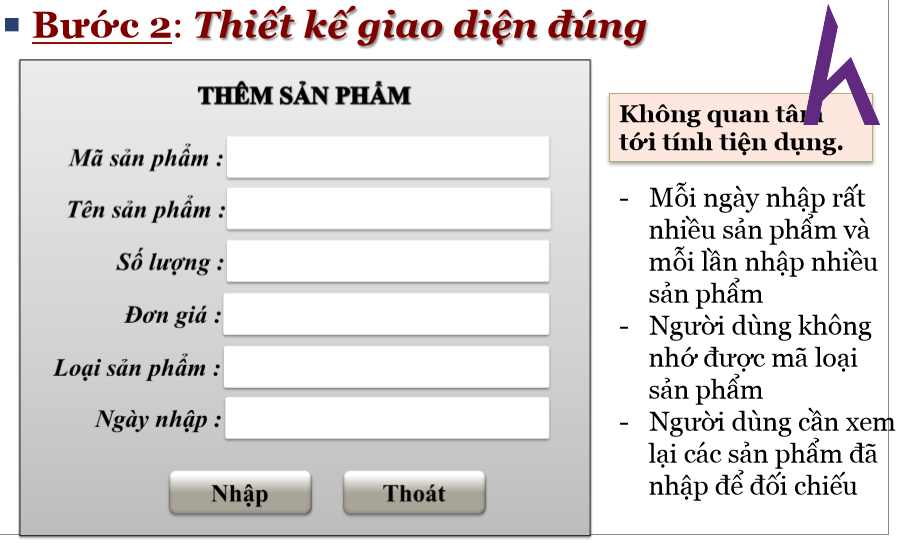 Bước 2: Thiết kế giao diện đúng
THÊM SẢN PHẨM
Mã sản phẩm :
Tên sản phẩm :
Số lượng :
Đơn giá :
Loại sản phẩm :
Ngày nhập :
Nhập Thoát
Không quan tâm
tới tính tiện dụng.
- Mỗi ngày nhập rất
nhiều sản phẩm và
mỗi lần nhập nhiều
sản phẩm
- Người dùng không
nhớ được mã loại
sản phẩm
- Người dùng cần xem
lại các sản phẩm đã
nhập để đối chiếu